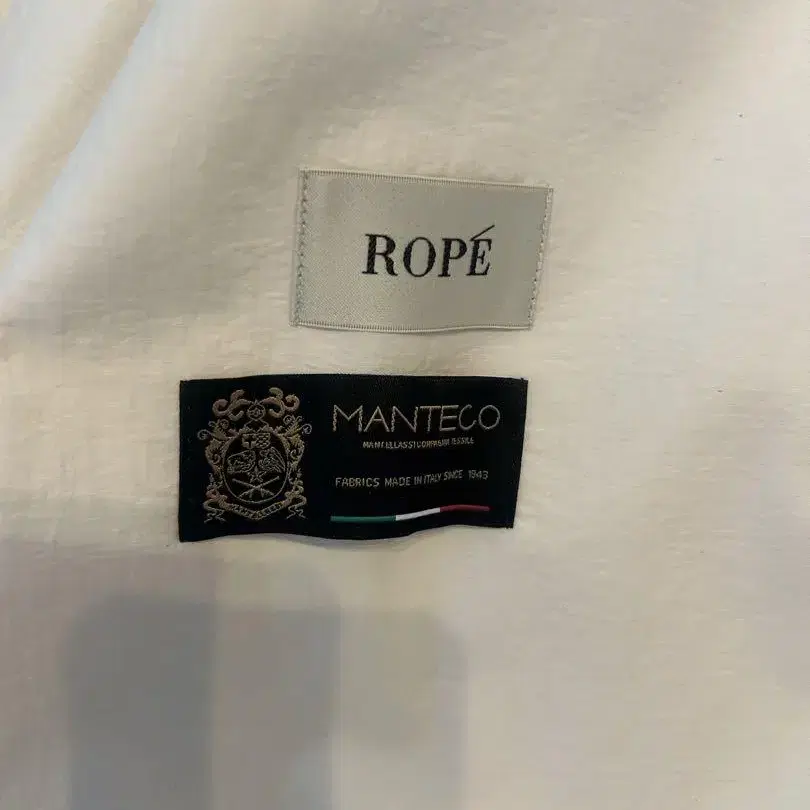 ROPÉ
MANTECO
FABRICS MADE IN ITALY SINCE 1943